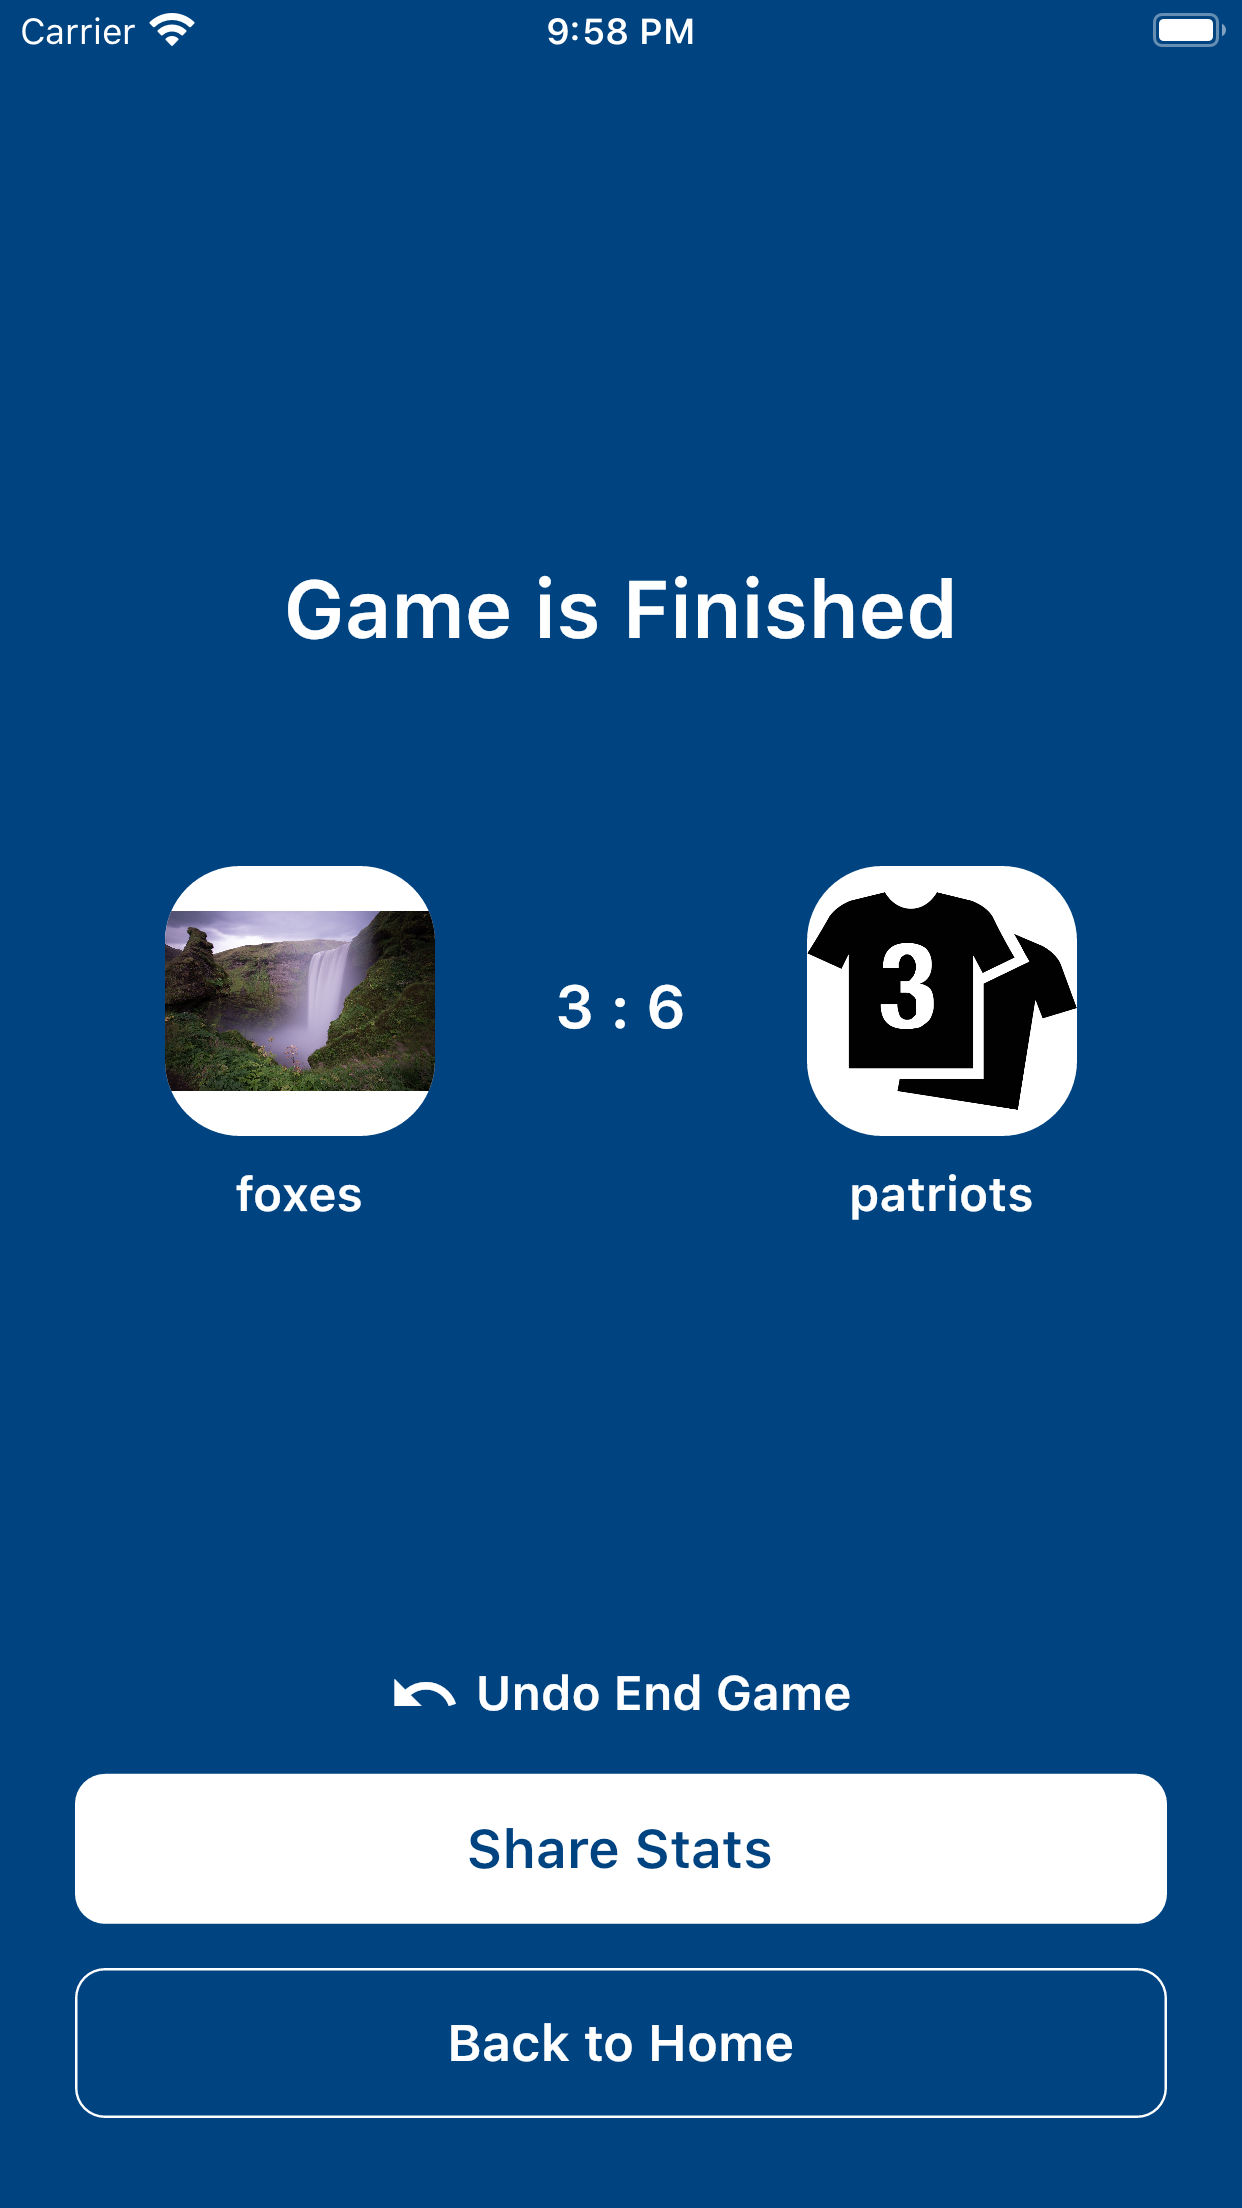 Carrier 9:58 PM
Game is Finished
3
3 : 6
foxes patriots
Undo End Game
Share Stats
Back to Home